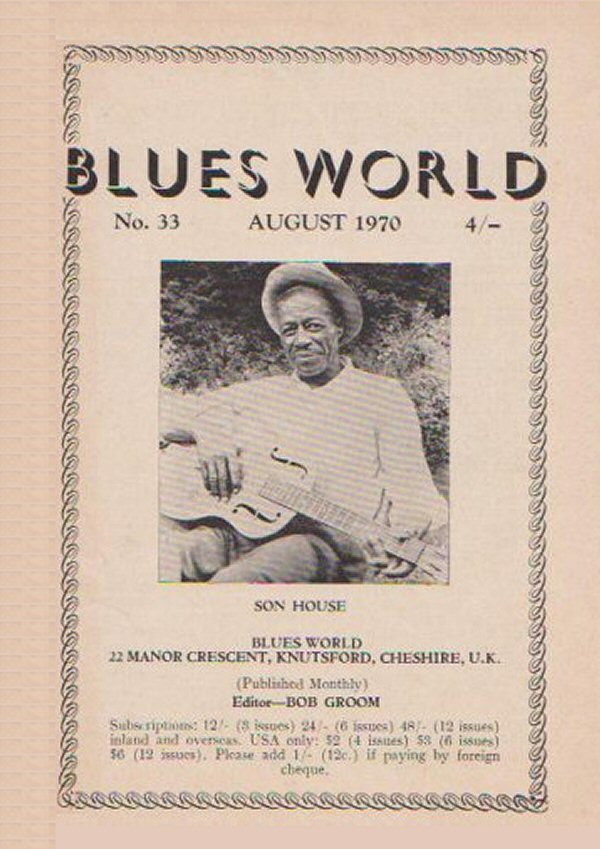 BLUES WORLD
No. 33 AUGUST 1970 4/–
SON HOUSE
BLUES WORLD
22 MANOR CRESCENT, KNUTSFORD, CHESHIRE, U.K.
(Published Monthly)
Editor—BOB GROOM
Subscriptions: 12/- (3 issues) 24/- (6 issues) 48/- (12 issues)
inland and overseas. USA only: $2 (4 issues) $3 (6 issues)
$6 (12 issues). Please add 1/- (12c.) if paying by foreign
cheque.